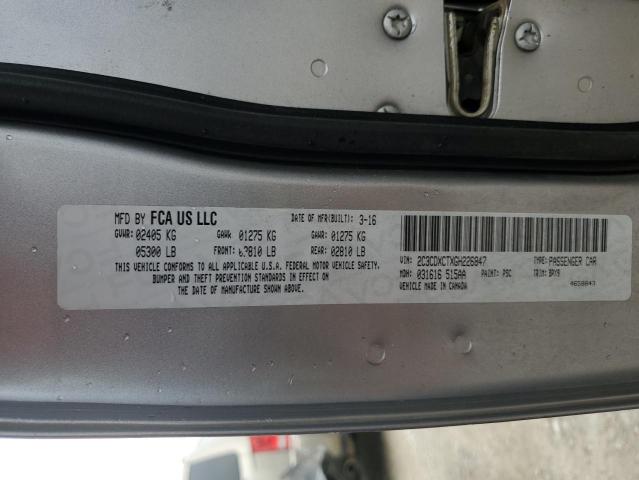 MFD BY FCA US LLC
DATE OF MFR(BUILT): 3-16
GVWR: 02405 KG GAWR 01275 KG GAWR 01275 KG
05300 LB FRONT: 02810 LB REAR: 02810 LB
THIS VEHICLE CONFORMS TO ALL APPLICABLE U.S.A. FEDERAL MOTOR VEHICLE SAFETY,
BUMPER AND THEFT PREVENTION STANDARDS IN EFFECT ON
THE DATE OF MANUFACTURE SHOWN ABOVE.
VIN: 2C3CDXCTXGH226847 TYPE: PASSENGER CAR
MDH: 031616 515AA PAINT: PSC TRIM: BPX9
VEHICLE MADE IN CANADA 4658843